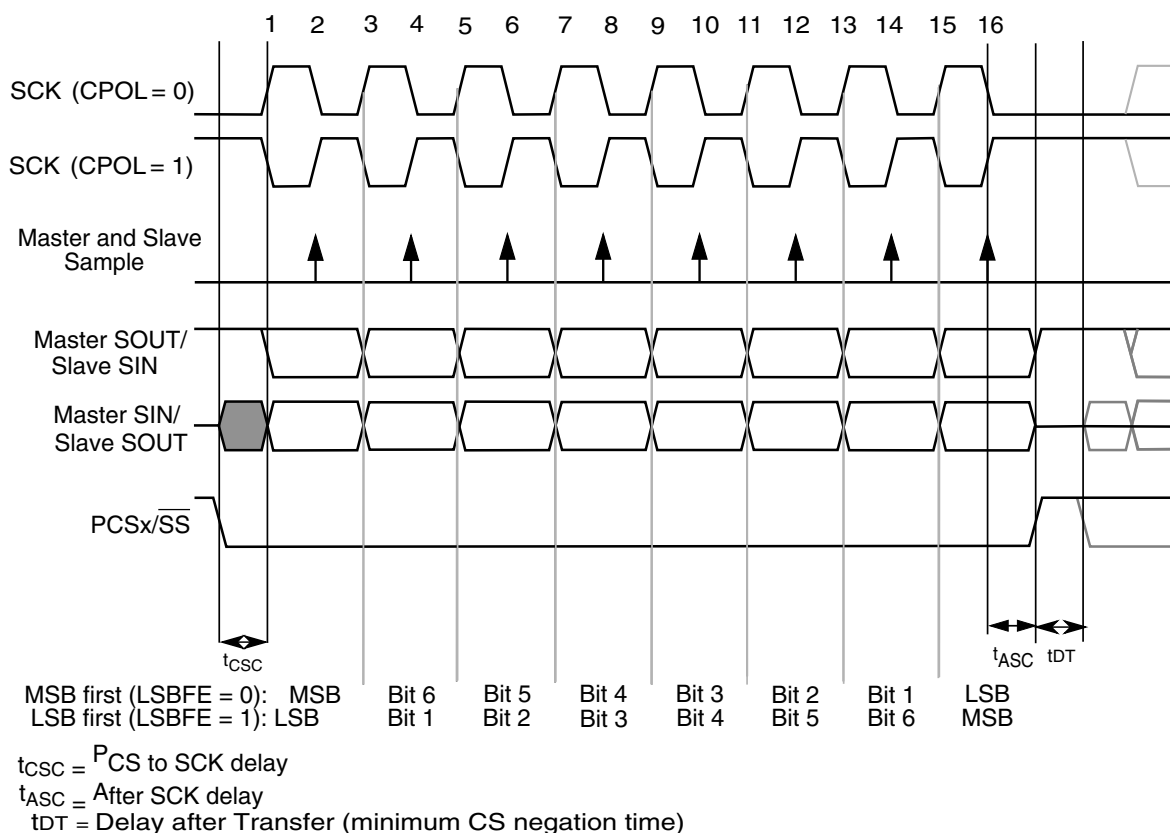 1 2 3 4 5 6 7 8 9 10 11 12 13 14 15 16
SCK (CPOL = 0)
SCK (CPOL = 1)
Master and Slave
Sample
Master SOUT/
Slave SIN
Master SIN/
Slave SOUT
PCSx/SS
tCSC
tASC
tDT
MSB first (LSBFE = 0): MSB Bit 6 Bit 5 Bit 4 Bit 3 Bit 2 Bit 1 LSB
LSB first (LSBFE = 1): LSB Bit 1 Bit 2 Bit 3 Bit 4 Bit 5 Bit 6 MSB
tCSC = PCS to SCK delay
tASC = After SCK delay
tDT = Delay after Transfer (minimum CS negation time)